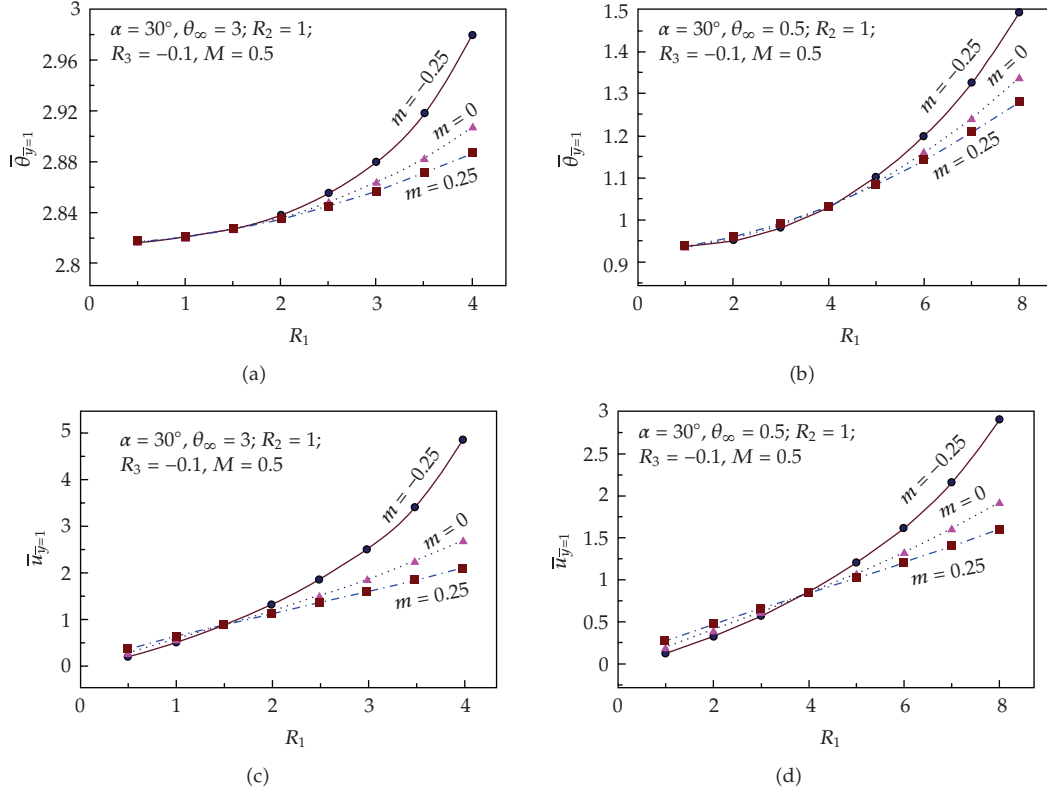 α = 30°, θ∞ = 3; R2 = 1;
R3 = −0.1, M = 0.5
3
2.96
2.92
2.88
2.84
2.8
θ̅y̅=1
m = −0.25
m = 0
m = 0.25
0 1 2 3 4
R1
(a)
α = 30°, θ∞ = 0.5; R2 = 1;
R3 = −0.1, M = 0.5
1.5
1.4
1.3
1.2
1.1
1
0.9
θ̅y̅=1
m = −0.25
m = 0
m = 0.25
0 2 4 6 8
R1
(b)
α = 30°, θ∞ = 3; R2 = 1;
R3 = −0.1, M = 0.5
5
4
3
2
1
0
u̅y̅=1
m = −0.25
m = 0
m = 0.25
0 1 2 3 4
R1
(c)
α = 30°, θ∞ = 0.5; R2 = 1;
R3 = −0.1, M = 0.5
3
2.5
2
1.5
1
0.5
0
u̅y̅=1
m = −0.25
m = 0
m = 0.25
0 2 4 6 8
R1
(d)